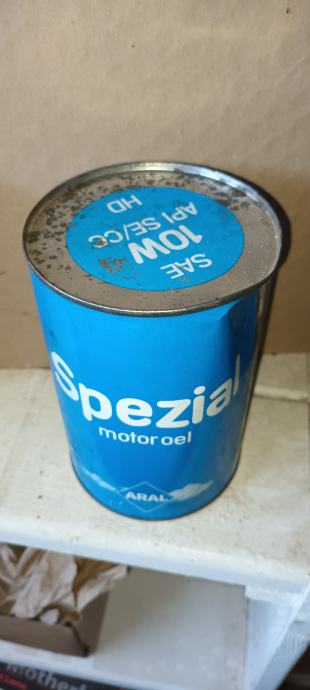 SAE
10W
API SE/CC
HD
Spezial
motoroel
ARAL